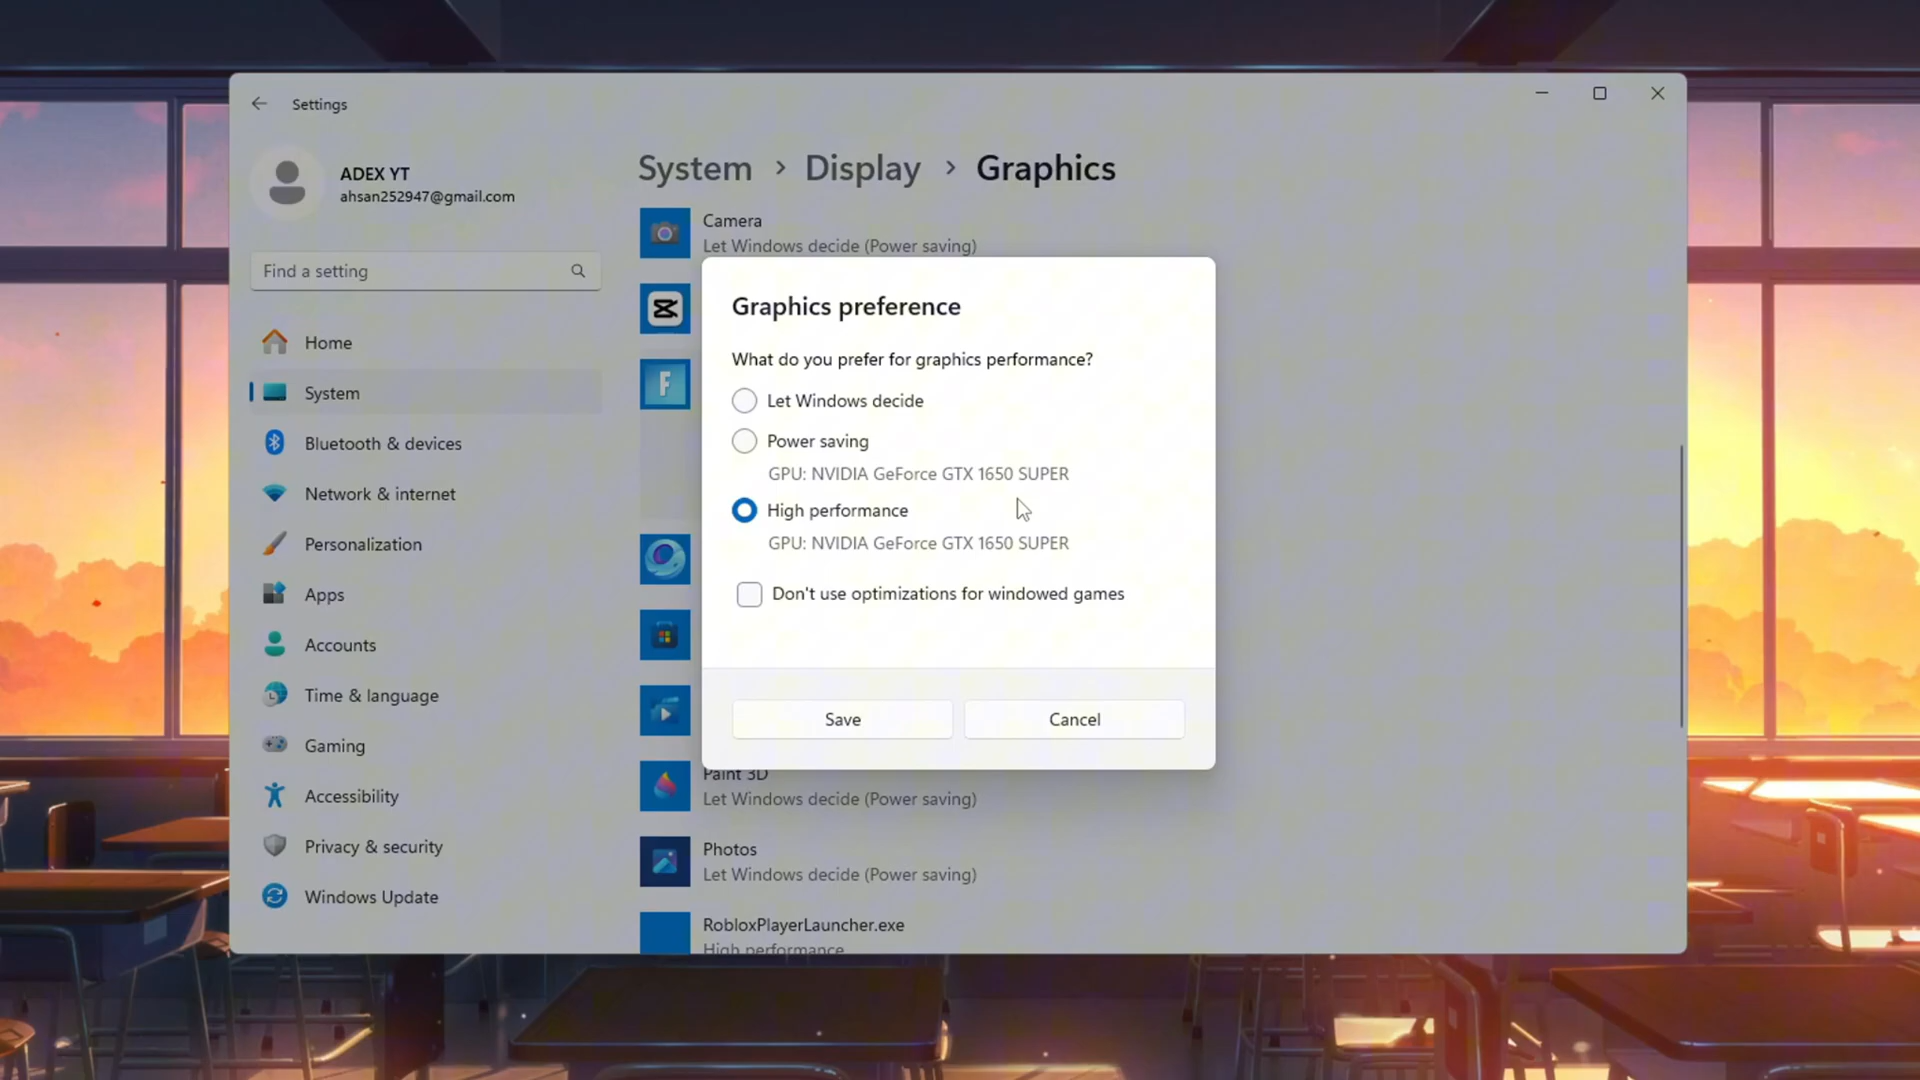 Settings
ADEX YT
ahsan252947@gmail.com
Find a setting
Home
System
Bluetooth & devices
Network & internet
Personalization
Apps
Accounts
Time & language
Gaming
Accessibility
Privacy & security
Windows Update
System > Display > Graphics
Camera
Let Windows decide (Power saving)
F
Graphics preference
What do you prefer for graphics performance?
Let Windows decide
Power saving
GPU: NVIDIA GeForce GTX 1650 SUPER
High performance
GPU: NVIDIA GeForce GTX 1650 SUPER
Don't use optimizations for windowed games
Save
Cancel
Paint 3D
Let Windows decide (Power saving)
Photos
Let Windows decide (Power saving)
RobloxPlayerLauncher.exe
High performance